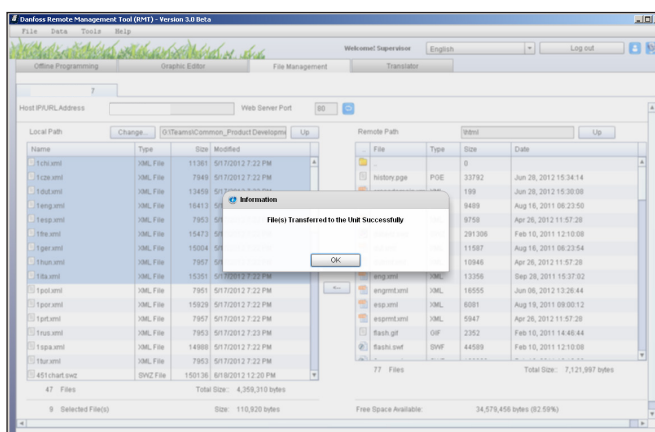 Danfoss Remote Management Tool (RMT) - Version 3.0 Beta
File Data Tools Help
Welcome! Supervisor English Log out
Offline Programming Graphic Editor File Management Translator
7
Host IP/URL Address Web Server Port 80
Local Path Change... Up Remote Path \html Up
Name Type Size Modified File Type Size Date
1chi.xml XML File 11361 5/17/2012 7:22 PM 0
1cze.xml XML File 7949 5/17/2012 7:22 PM history.pge PGE 33792 Jun 29, 2012 15:34:14
1dut.xml XML File 13459 199 Jun 28, 2012 15:30:08
1eng.xml XML File 16413 9489 Aug 16, 2011 08:23:50
1esp.xml XML File 7953 9758 Apr 26, 2012 11:57:28
1fre.xml XML File 15473 291306 Feb 10, 2011 12:10:08
1ger.xml XML File 15004 11587 Aug 18, 2011 08:23:54
1hun.xml XML File 7957 10946 Apr 26, 2012 11:57:28
1ita.xml XML File 15351 5/17/2012 7:22 PM eng.xml XML 13356 Sep 28, 2011 15:37:02
1pol.xml XML File 7951 5/17/2012 7:22 PM engrmt.xml XML 16555 Jun 06, 2012 13:26:44
1por.xml XML File 15929 5/17/2012 7:22 PM esp.xml XML 6081 Aug 19, 2011 09:00:12
1prt.xml XML File 7957 5/17/2012 7:22 PM esprmt.xml XML 5947 Apr 26, 2012 11:57:28
1rus.xml XML File 7953 5/17/2012 7:23 PM flash.gif GIF 2352 Feb 10, 2011 14:48:44
1spa.xml XML File 14988 5/17/2012 7:22 PM flashi.swf SWF 44589 Feb 10, 2011 12:10:08
1tur.xml XML File 7953 5/17/2012 7:22 PM
451chart.swz SWZ File 150136 6/18/2012 12:20 PM
77 Files Total Size: 7,121,997 bytes
47 Files Total Size: 4,359,310 bytes
9 Selected File(s) Size: 110,920 bytes Free Space Available: 34,579,456 bytes (82.59%)
Information
File(s) Transferred to the Unit Successfully
OK